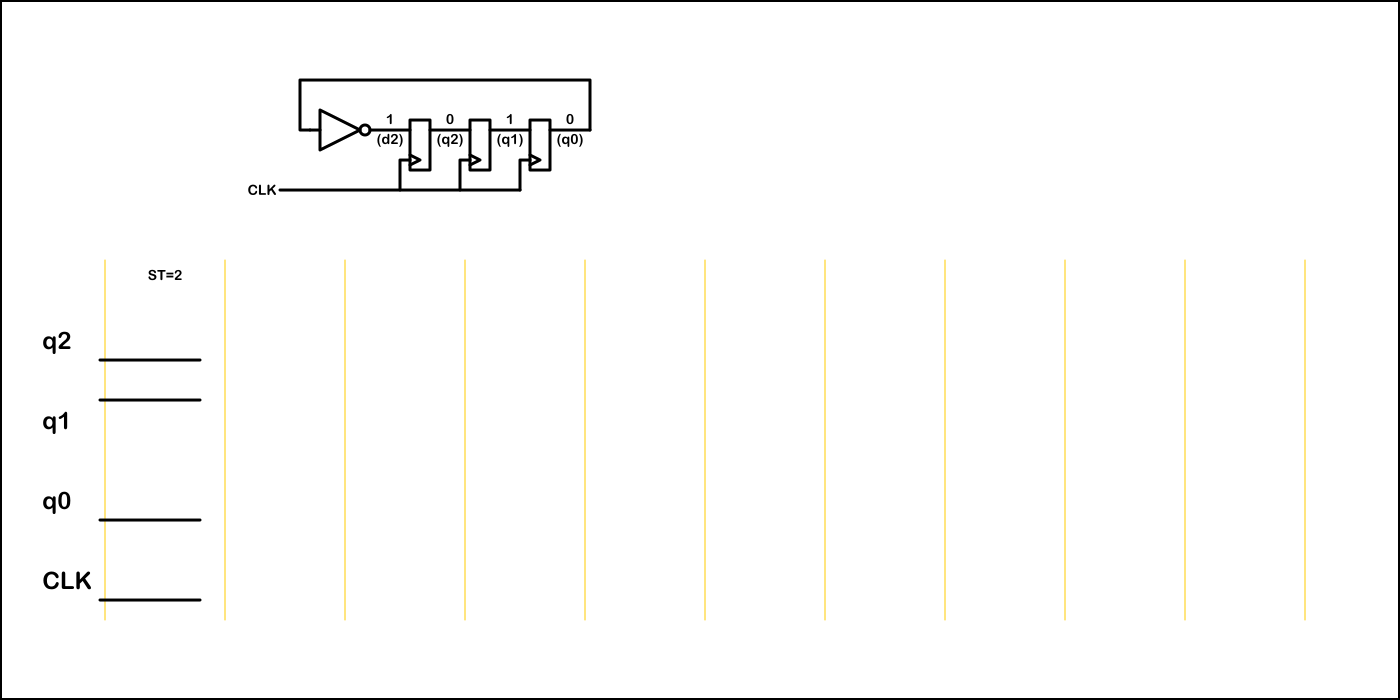 1 0 1 0
(d2) (q2) (q1) (q0)
CLK
ST=2
q2
q1
q0
CLK